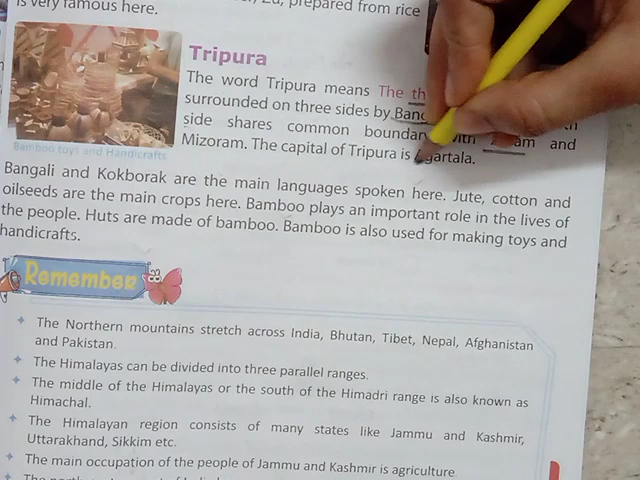 is very famous here.
prepared from rice
Tripura
The word Tripura means The
surrounded on three sides by
side shares common and
Mizoram. The capital of Tripura is Agartala.
Bamboo toys and Handicrafts
Bangali and Kokborak are the main languages spoken here. Jute, cotton and
oilseeds are the main crops here. Bamboo plays an important role in the lives of
the people. Huts are made of bamboo. Bamboo is also used for making toys and
handicrafts.
Remember
The Northern mountains stretch across India, Bhutan, Tibet, Nepal, Afghanistan
and Pakistan.
The Himalayas can be divided into three parallel ranges.
The middle of the Himalayas or the south of the Himadri range is also known as
Himachal.
The Himalayan region consists of many states like Jammu and Kashmir,
Uttarakhand, Sikkim etc.
The main occupation of the people of Jammu and Kashmir is agriculture.